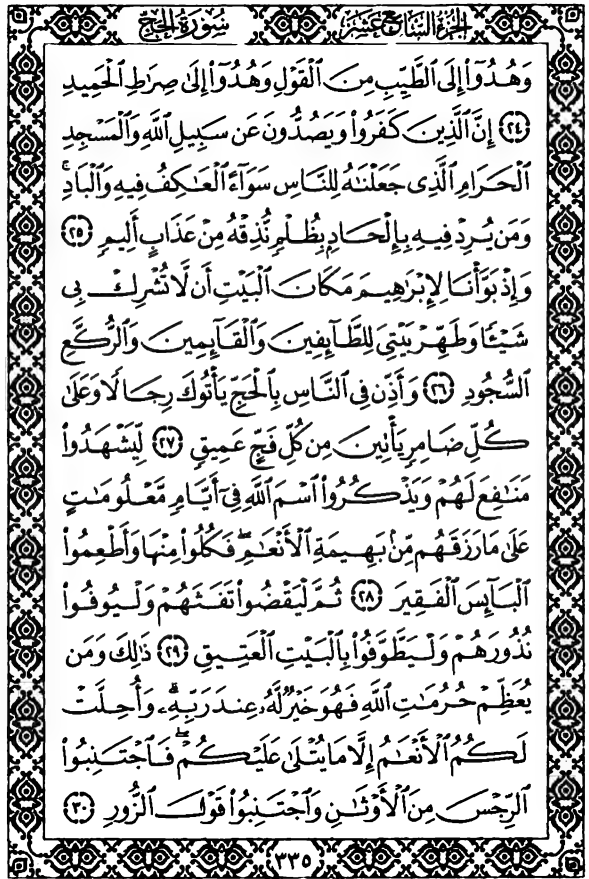 الجزء السابع عشر
سورة الحج
وَهُدُوٓا۟ إِلَى ٱلطَّيِّبِ مِنَ ٱلْقَوْلِ وَهُدُوٓا۟ إِلَىٰ صِرَٰطِ ٱلْحَمِيدِ
﴿٢٤﴾ إِنَّ ٱلَّذِينَ كَفَرُوا۟ وَيَصُدُّونَ عَن سَبِيلِ ٱللَّهِ وَٱلْمَسْجِدِ
ٱلْحَرَامِ ٱلَّذِى جَعَلْنَٰهُ لِلنَّاسِ سَوَآءً ٱلْعَٰكِفُ فِيهِ وَٱلْبَادِ ۚ
وَمَن يُرِدْ فِيهِ بِإِلْحَادٍۭ بِظُلْمٍ نُّذِقْهُ مِنْ عَذَابٍ أَلِيمٍ ﴿٢٥﴾
وَإِذْ بَوَّأْنَا لِإِبْرَٰهِيمَ مَكَانَ ٱلْبَيْتِ أَن لَّا تُشْرِكْ بِى
شَيْـًٔا وَطَهِّرْ بَيْتِىَ لِلطَّآئِفِينَ وَٱلْقَآئِمِينَ وَٱلرُّكَّعِ
ٱلسُّجُودِ ﴿٢٦﴾ وَأَذِّن فِى ٱلنَّاسِ بِٱلْحَجِّ يَأْتُوكَ رِجَالًا وَعَلَىٰ
كُلِّ ضَامِرٍ يَأْتِينَ مِن كُلِّ فَجٍّ عَمِيقٍ ﴿٢٧﴾ لِّيَشْهَدُوا۟
مَنَٰفِعَ لَهُمْ وَيَذْكُرُوا۟ ٱسْمَ ٱللَّهِ فِىٓ أَيَّامٍ مَّعْلُومَٰتٍ
عَلَىٰ مَا رَزَقَهُم مِّنۢ بَهِيمَةِ ٱلْأَنْعَٰمِ ۖ فَكُلُوا۟ مِنْهَا وَأَطْعِمُوا۟
ٱلْبَآئِسَ ٱلْفَقِيرَ ﴿٢٨﴾ ثُمَّ لْيَقْضُوا۟ تَفَثَهُمْ وَلْيُوفُوا۟
نُذُورَهُمْ وَلْيَطَّوَّفُوا۟ بِٱلْبَيْتِ ٱلْعَتِيقِ ﴿٢٩﴾ ذَٰلِكَ وَمَن
يُعَظِّمْ حُرُمَٰتِ ٱللَّهِ فَهُوَ خَيْرٌ لَّهُۥ عِندَ رَبِّهِۦ ۗ وَأُحِلَّتْ
لَكُمُ ٱلْأَنْعَٰمُ إِلَّا مَا يُتْلَىٰ عَلَيْكُمْ ۖ فَٱجْتَنِبُوا۟
ٱلرِّجْسَ مِنَ ٱلْأَوْثَٰنِ وَٱجْتَنِبُوا۟ قَوْلَ ٱلزُّورِ ﴿٣٠﴾
٣٣٥